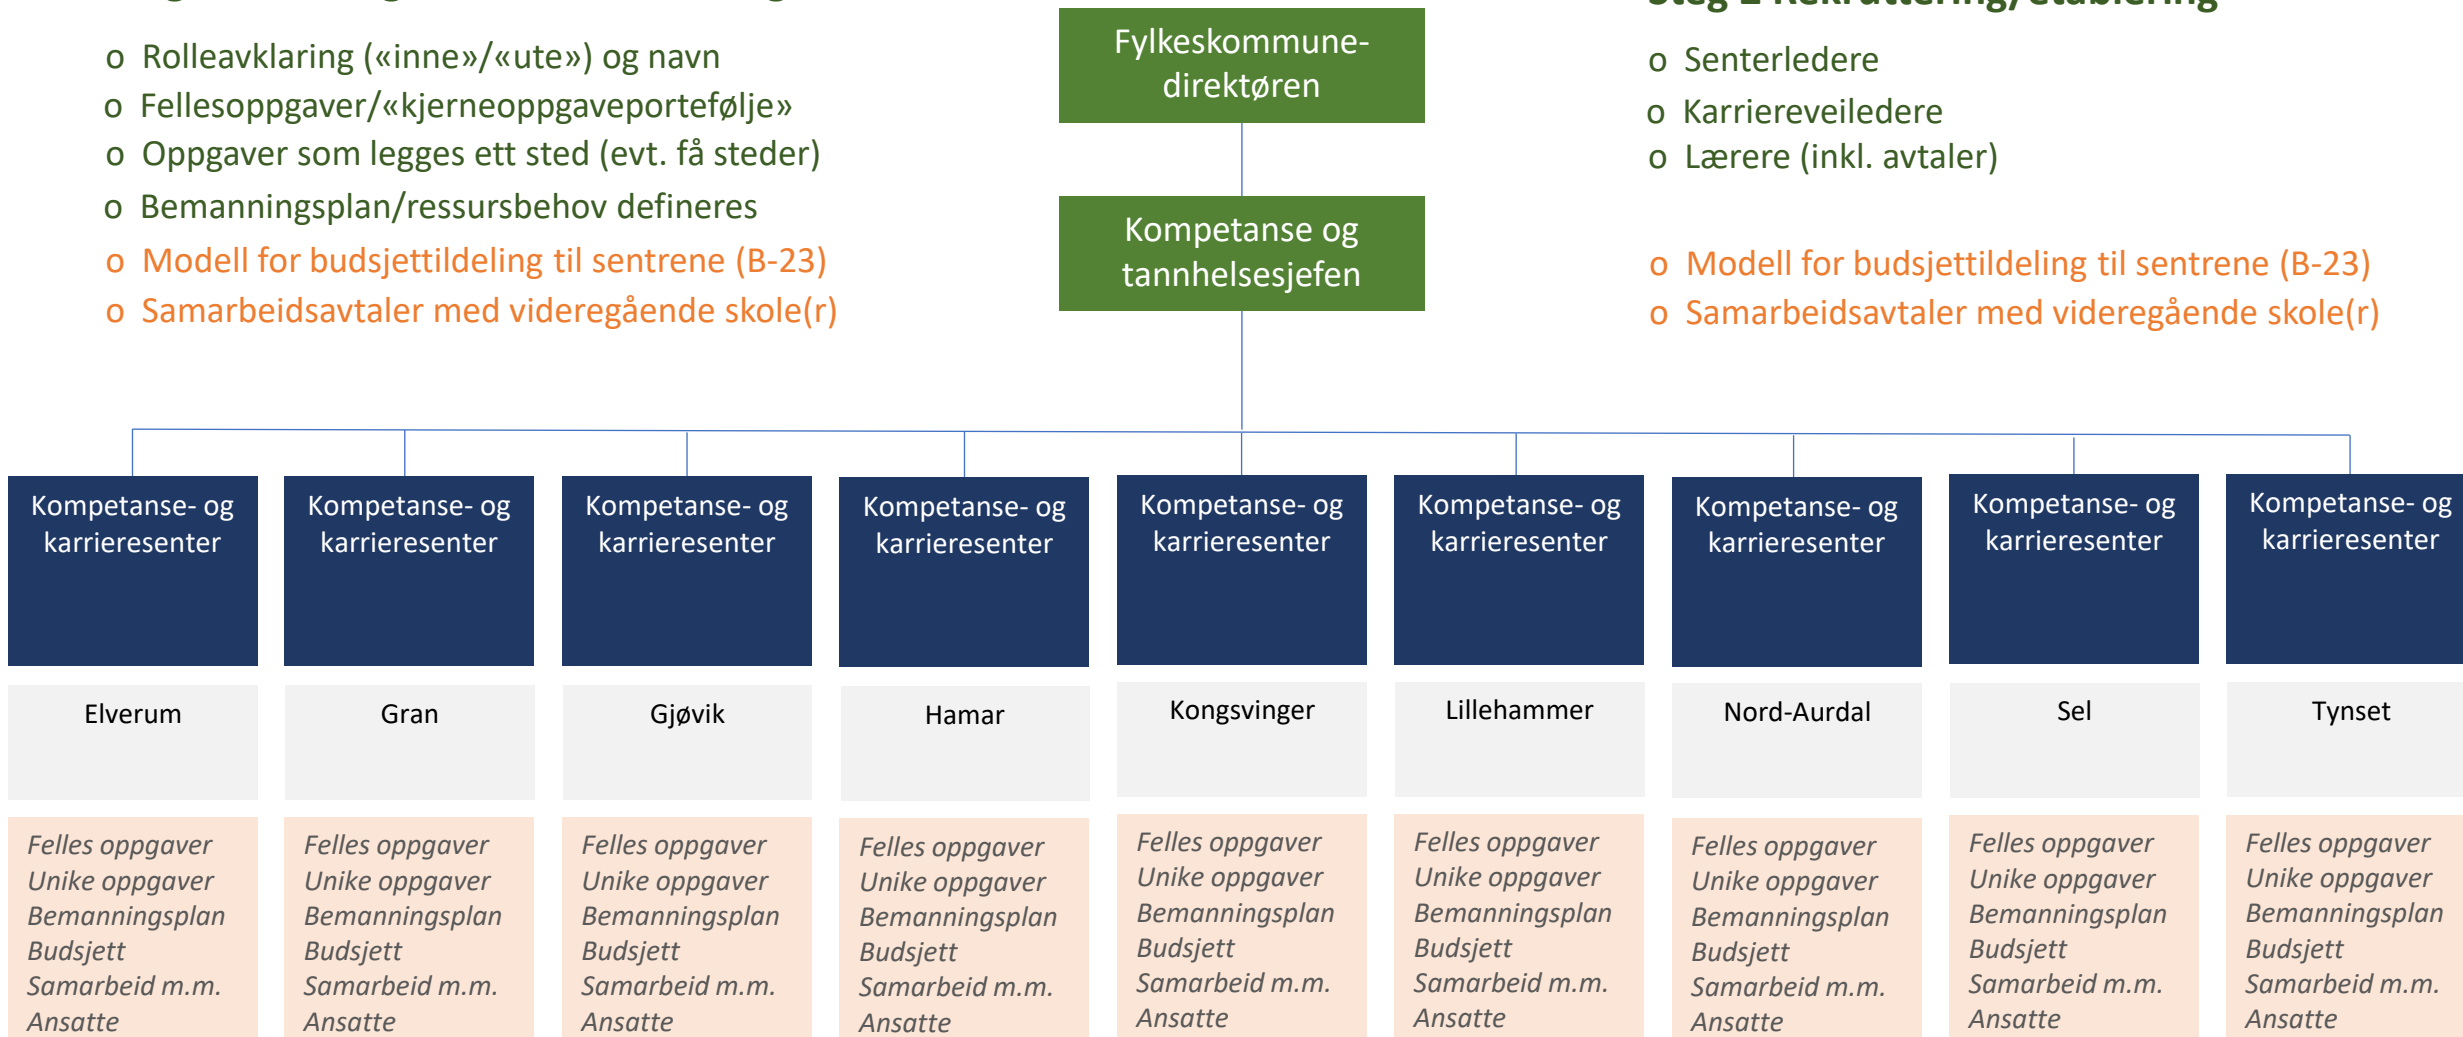 Steg 2 Rekruttering/etablering
o Rolleavklaring («inne»/«ute») og navn
o Fellesoppgaver/«kjerneoppgaveportefølje»
o Oppgaver som legges ett sted (evt. få steder)
o Bemanningsplan/ressursbehov defineres
o Modell for budsjettildeling til sentrene (B-23)
o Samarbeidsavtaler med videregående skole(r)
Fylkeskommune-
direktøren
Kompetanse og
tannhelsesjefen
o Senterledere
o Karriereveiledere
o Lærere (inkl. avtaler)
o Modell for budsjettildeling til sentrene (B-23)
o Samarbeidsavtaler med videregående skole(r)
Kompetanse- og
karrieresenter
Elverum
Felles oppgaver
Unike oppgaver
Bemanningsplan
Budsjett
Samarbeid m.m.
Ansatte
Kompetanse- og
karrieresenter
Gran
Felles oppgaver
Unike oppgaver
Bemanningsplan
Budsjett
Samarbeid m.m.
Ansatte
Kompetanse- og
karrieresenter
Gjøvik
Felles oppgaver
Unike oppgaver
Bemanningsplan
Budsjett
Samarbeid m.m.
Ansatte
Kompetanse- og
karrieresenter
Hamar
Felles oppgaver
Unike oppgaver
Bemanningsplan
Budsjett
Samarbeid m.m.
Ansatte
Kompetanse- og
karrieresenter
Kongsvinger
Felles oppgaver
Unike oppgaver
Bemanningsplan
Budsjett
Samarbeid m.m.
Ansatte
Kompetanse- og
karrieresenter
Lillehammer
Felles oppgaver
Unike oppgaver
Bemanningsplan
Budsjett
Samarbeid m.m.
Ansatte
Kompetanse- og
karrieresenter
Nord-Aurdal
Felles oppgaver
Unike oppgaver
Bemanningsplan
Budsjett
Samarbeid m.m.
Ansatte
Kompetanse- og
karrieresenter
Sel
Felles oppgaver
Unike oppgaver
Bemanningsplan
Budsjett
Samarbeid m.m.
Ansatte
Kompetanse- og
karrieresenter
Tynset
Felles oppgaver
Unike oppgaver
Bemanningsplan
Budsjett
Samarbeid m.m.
Ansatte